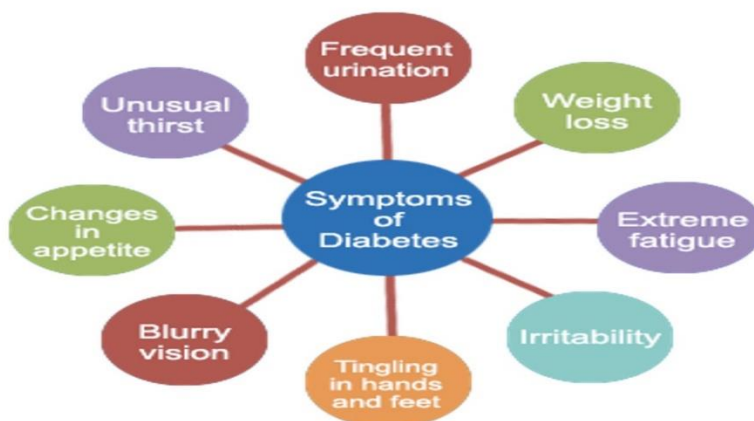 Symptoms
of
Diabetes
Frequent
urination
Weight
loss
Extreme
fatigue
Irritability
Tingling
in hands
and feet
Blurry
vision
Changes
in
appetite
Unusual
thirst